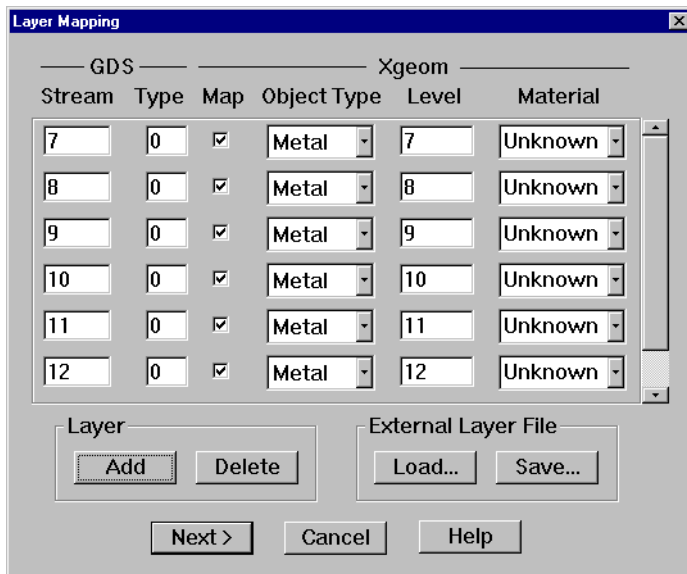 Layer Mapping
GDS Xgeom
Stream Type Map Object Type Level Material
7 0 Metal 7 Unknown
8 0 Metal 8 Unknown
9 0 Metal 9 Unknown
10 0 Metal 10 Unknown
11 0 Metal 11 Unknown
12 0 Metal 12 Unknown
Layer External Layer File
Add Delete Load... Save...
Next > Cancel Help